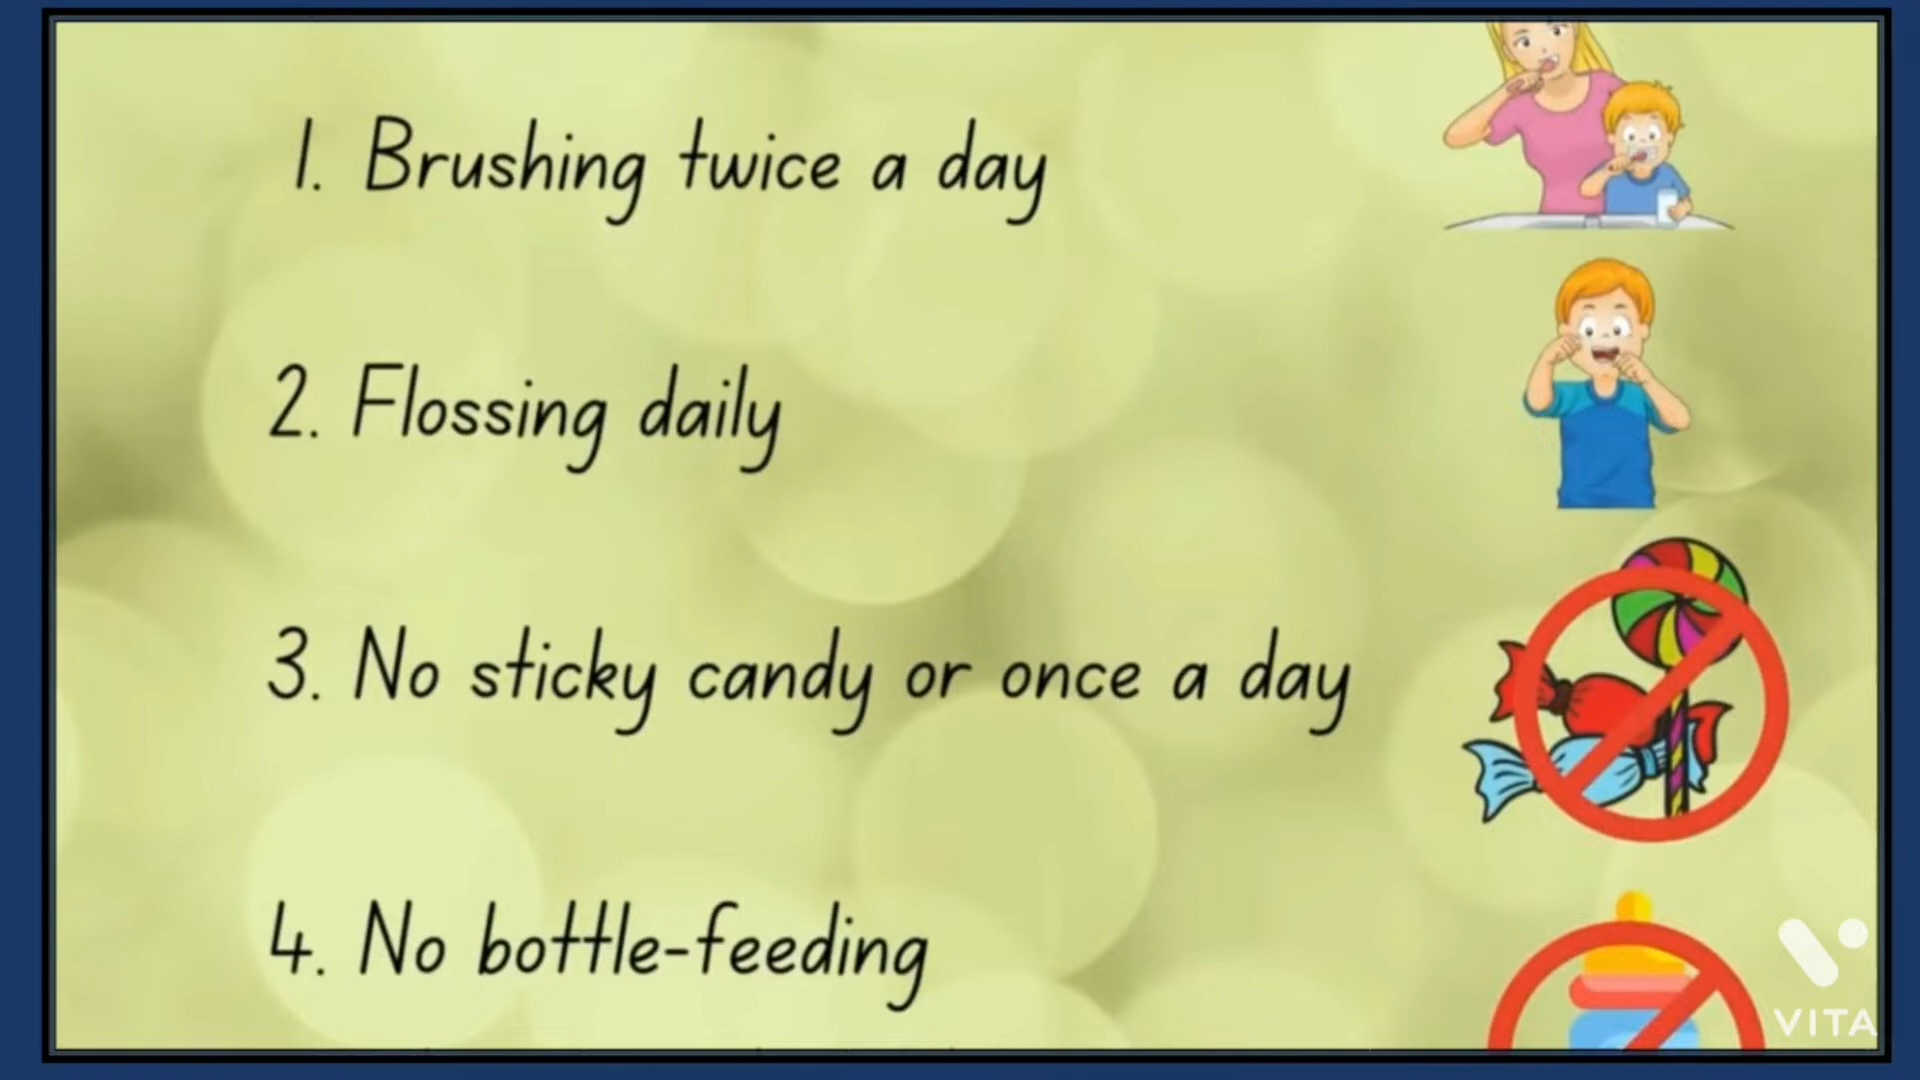 1. Brushing twice a day
2. Flossing daily
3. No sticky candy or once a day
4. No bottle-feeding
VITA